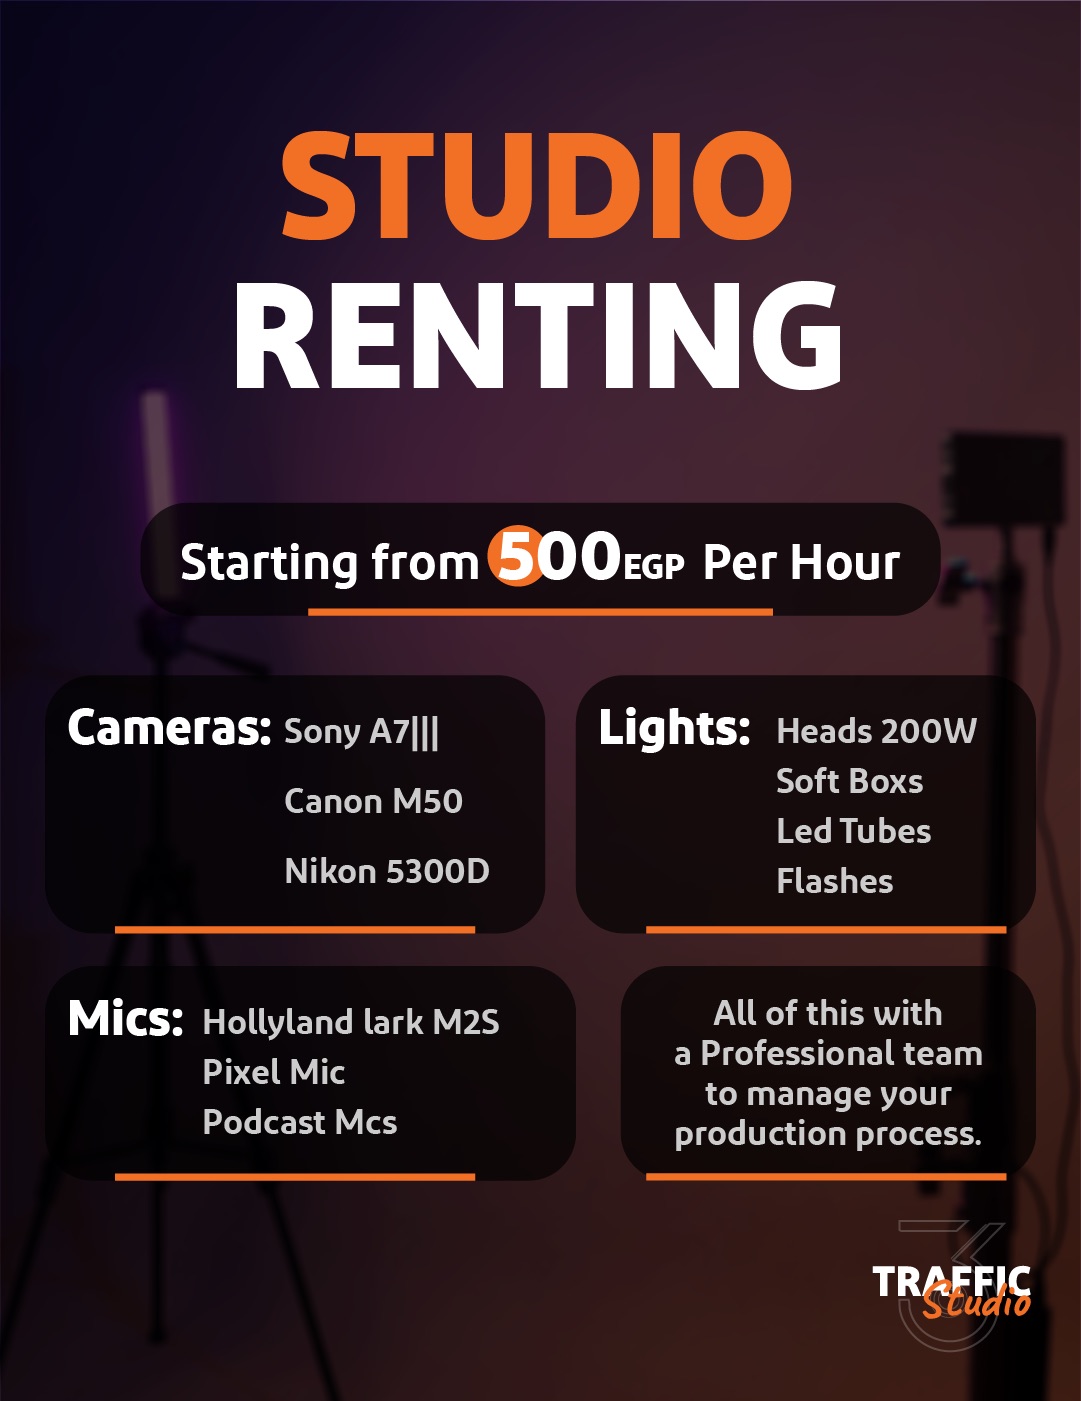 STUDIO
RENTING
Starting from 500EGP Per Hour
Cameras: Sony A7|||
Canon M50
Nikon 5300D
Lights: Heads 200W
Soft Boxs
Led Tubes
Flashes
Mics: Hollyland lark M2S
Pixel Mic
Podcast Mcs
All of this with
a Professional team
to manage your
production process.
3
TRAFFIC
Studio